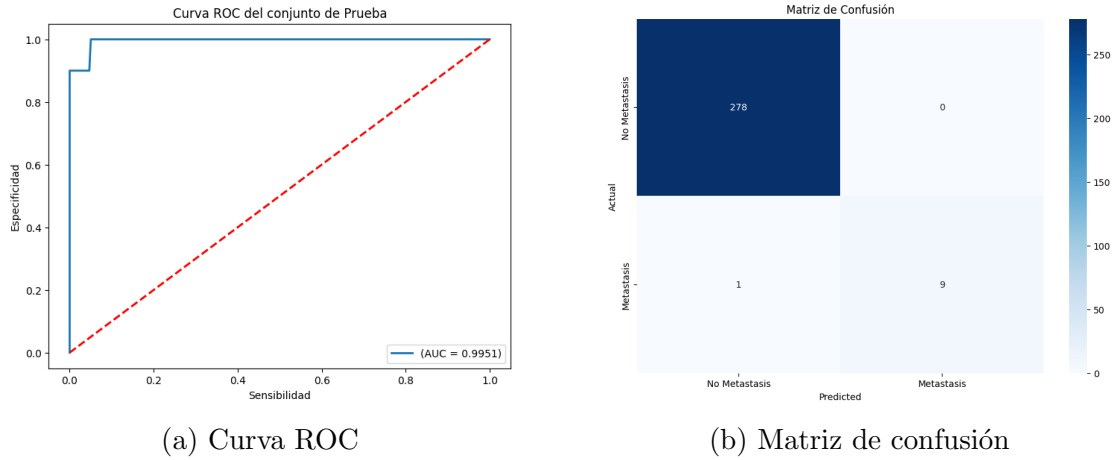 Curva ROC del conjunto de Prueba
1.0
0.8
0.6
0.4
0.2
0.0
Especificidad
(AUC = 0.9951)
0.0 0.2 0.4 0.6 0.8 1.0
Sensibilidad
(a) Curva ROC
Matriz de Confusión
No Metastasis
Metastasis
Actual
278 0
1 9
No Metastasis Metastasis
Predicted
250
200
150
100
50
0
(b) Matriz de confusión